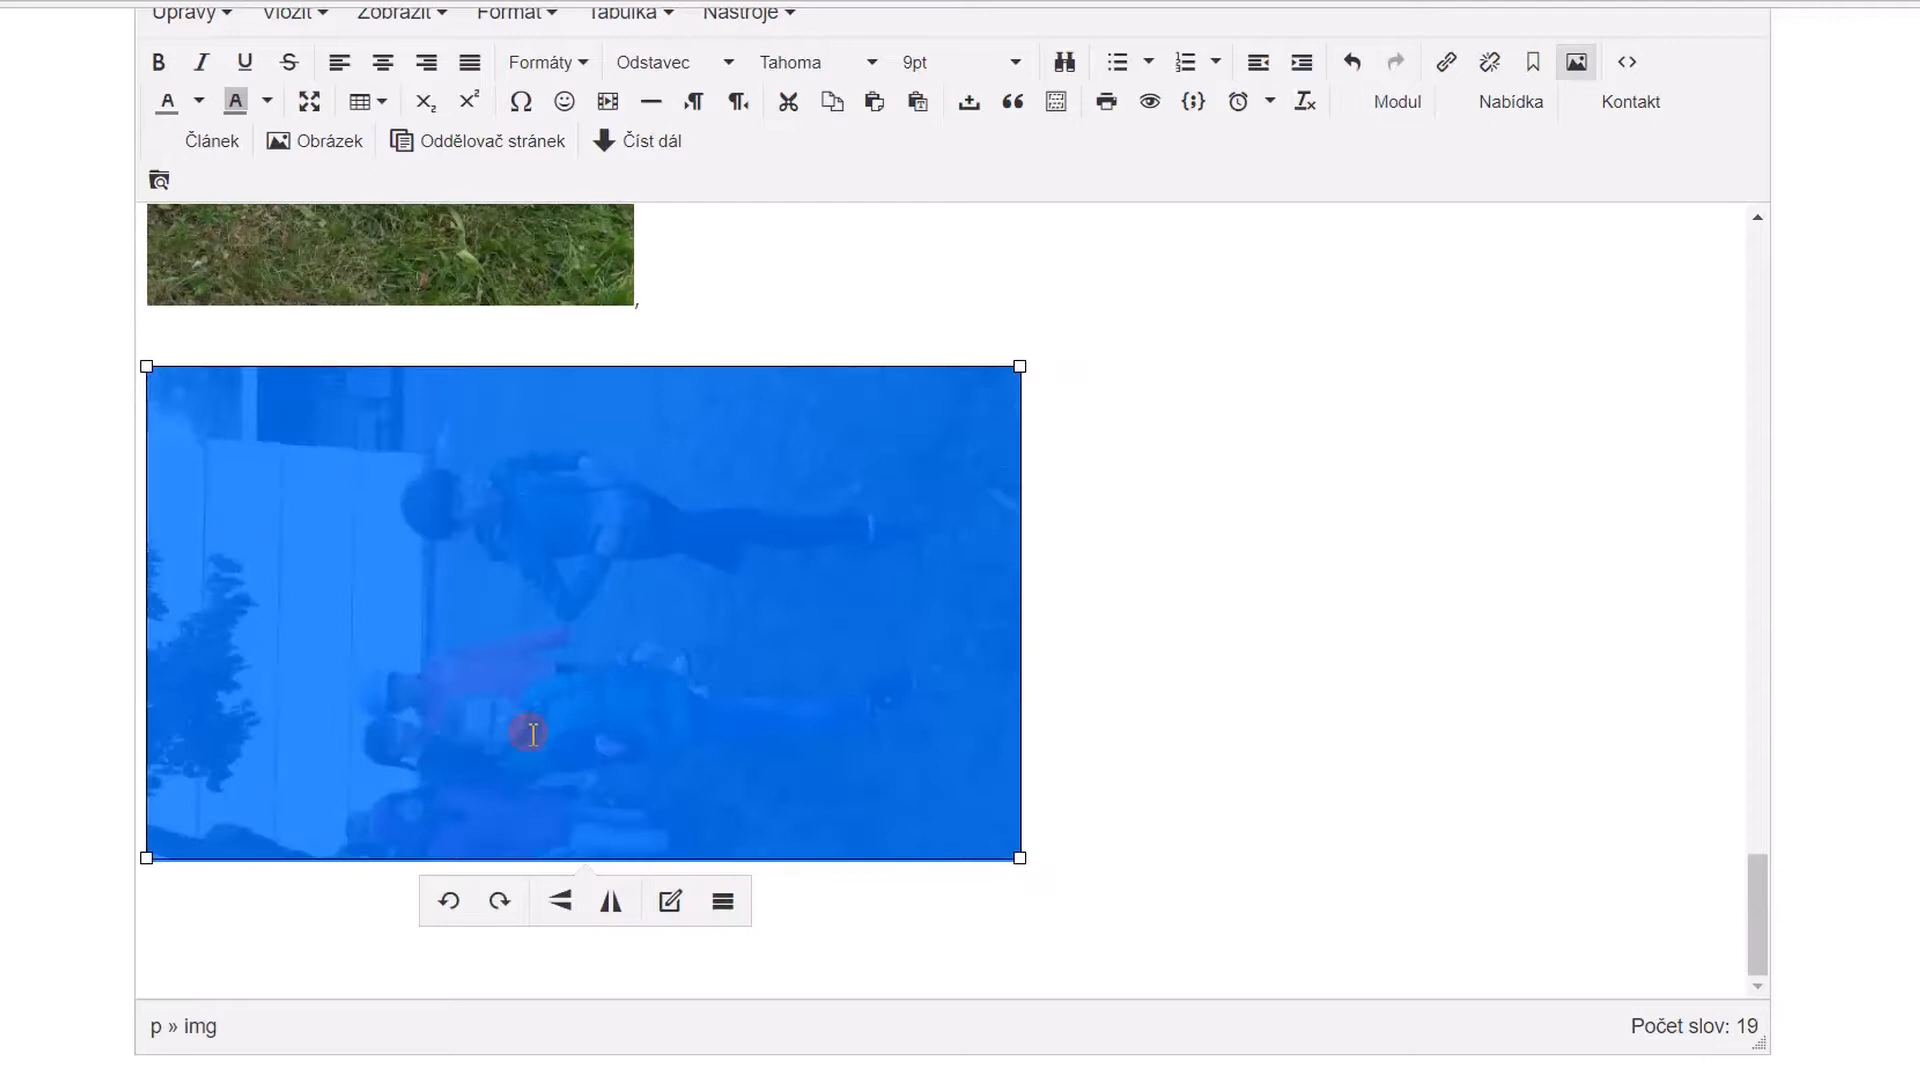 Úpravy Vložit Zobrazit Formát Tabulka Nástroje
B I U S Formáty Odstavec Tahoma 9pt
A A Modul Nabídka Kontakt
Článek Obrázek Oddělovač stránek Číst dál
,
p » img Počet slov: 19